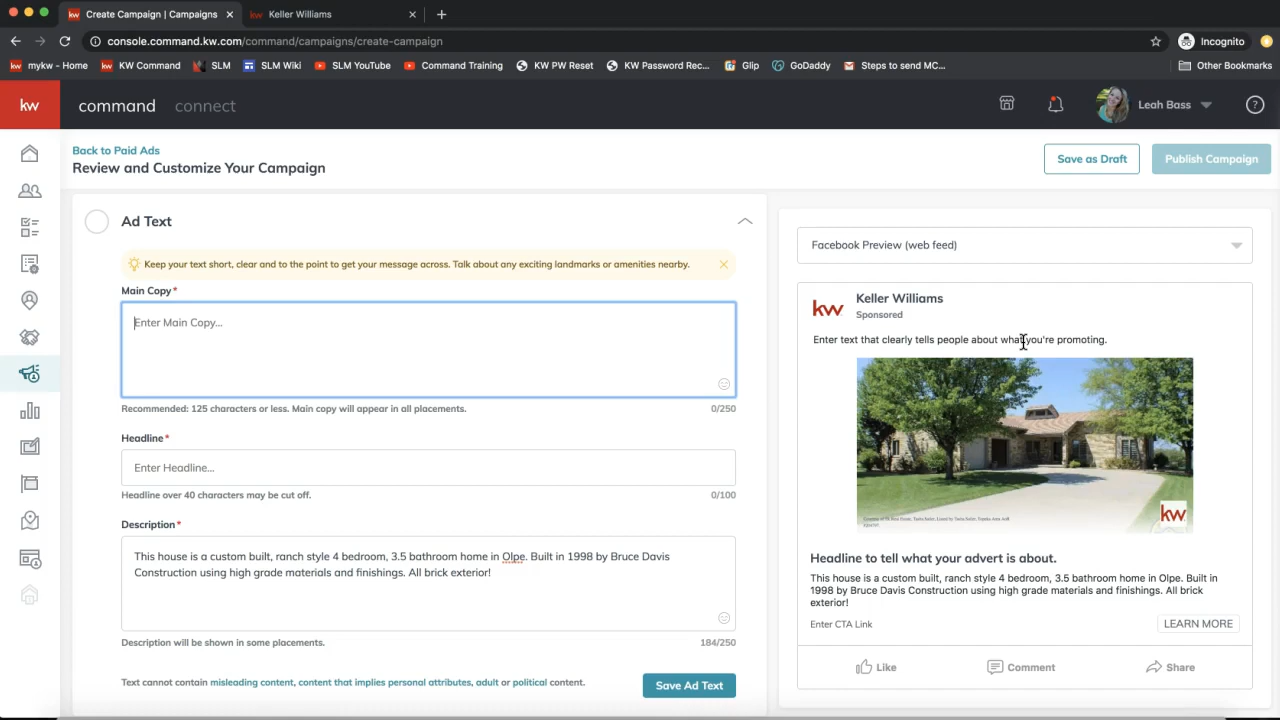 kw Create Campaign | Campaigns
kw Keller Williams
console.command.kw.com/command/campaigns/create-campaign
Incognito
kw mykw - Home
kw KW Command
SLM
SLM Wiki
SLM YouTube
Command Training
KW PW Reset
KW Password Rec...
Glip
GoDaddy
Steps to send MC...
Other Bookmarks
kw
command
connect
Leah Bass
?
Back to Paid Ads
Review and Customize Your Campaign
Save as Draft
Publish Campaign
Ad Text
Keep your text short, clear and to the point to get your message across. Talk about any exciting landmarks or amenities nearby.
Main Copy*
Enter Main Copy...
Recommended: 125 characters or less. Main copy will appear in all placements.
0/250
Headline*
Enter Headline...
Headline over 40 characters may be cut off.
0/100
Description*
This house is a custom built, ranch style 4 bedroom, 3.5 bathroom home in Olpe. Built in 1998 by Bruce Davis
Construction using high grade materials and finishings. All brick exterior!
Description will be shown in some placements.
184/250
Text cannot contain misleading content, content that implies personal attributes, adult or political content.
Save Ad Text
Facebook Preview (web feed)
kw
Keller Williams
Sponsored
Enter text that clearly tells people about what you're promoting.
kw
Headline to tell what your advert is about.
This house is a custom built, ranch style 4 bedroom, 3.5 bathroom home in Olpe. Built in
1998 by Bruce Davis Construction using high grade materials and finishings. All brick
exterior!
Enter CTA Link
LEARN MORE
Like
Comment
Share